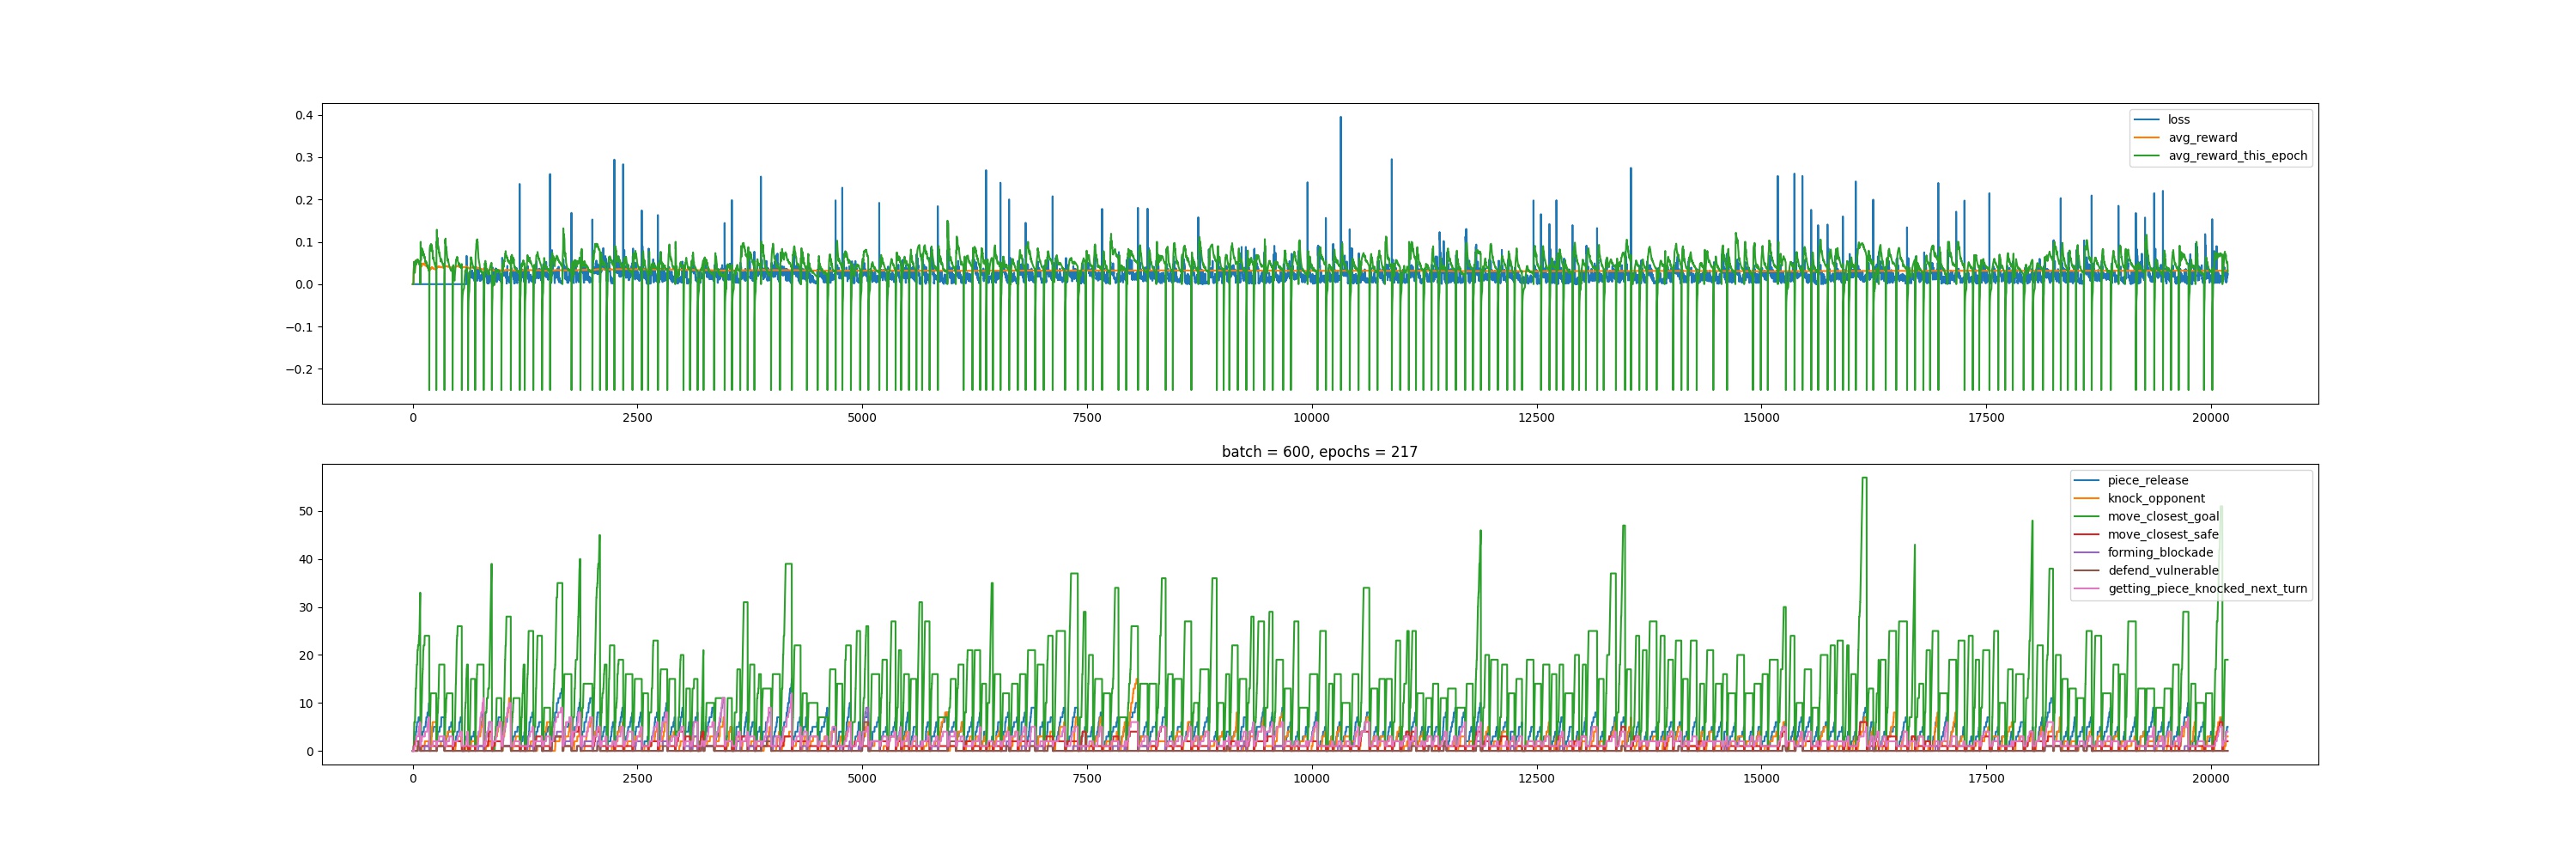 0.4
0.3
0.2
0.1
0.0
−0.1
−0.2
loss
avg_reward
avg_reward_this_epoch
0 2500 5000 7500 10000 12500 15000 17500 20000
batch = 600, epochs = 217
50
40
30
20
10
0
piece_release
knock_opponent
move_closest_goal
move_closest_safe
forming_blockade
defend_vulnerable
getting_piece_knocked_next_turn
0 2500 5000 7500 10000 12500 15000 17500 20000